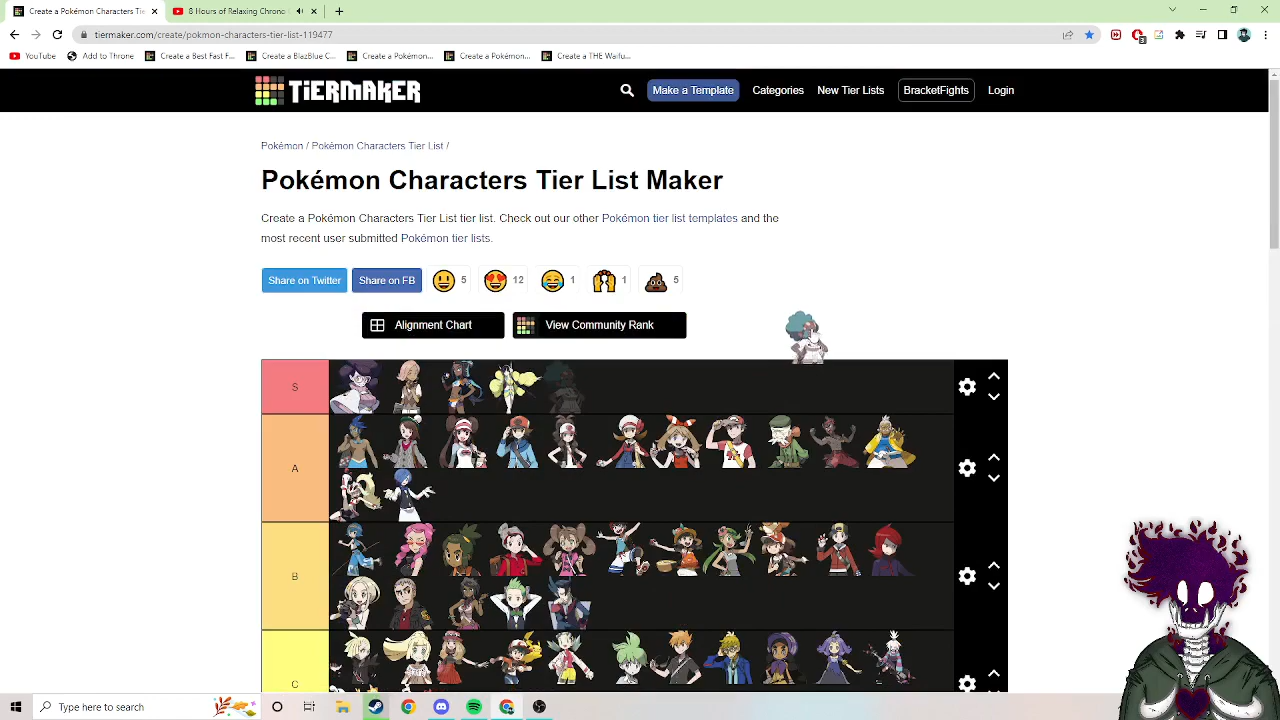 Create a Pokémon Characters Tie
8 Hours of Relaxing Chrono
tiermaker.com/create/pokmon-characters-tier-list-119477
3
YouTube
Add to Throne
Create a Best Fast F...
Create a BlazBlue C...
Create a Pokémon...
Create a Pokémon...
Create a THE Waifu...
TiERMAKER
Make a Template
Categories
New Tier Lists
BracketFights
Login
Pokémon / Pokémon Characters Tier List /
Pokémon Characters Tier List Maker
Create a Pokémon Characters Tier List tier list. Check out our other Pokémon tier list templates and the
most recent user submitted Pokémon tier lists.
Share on Twitter
Share on FB
5
12
1
1
5
Alignment Chart
View Community Rank
S
A
B
C
Type here to search